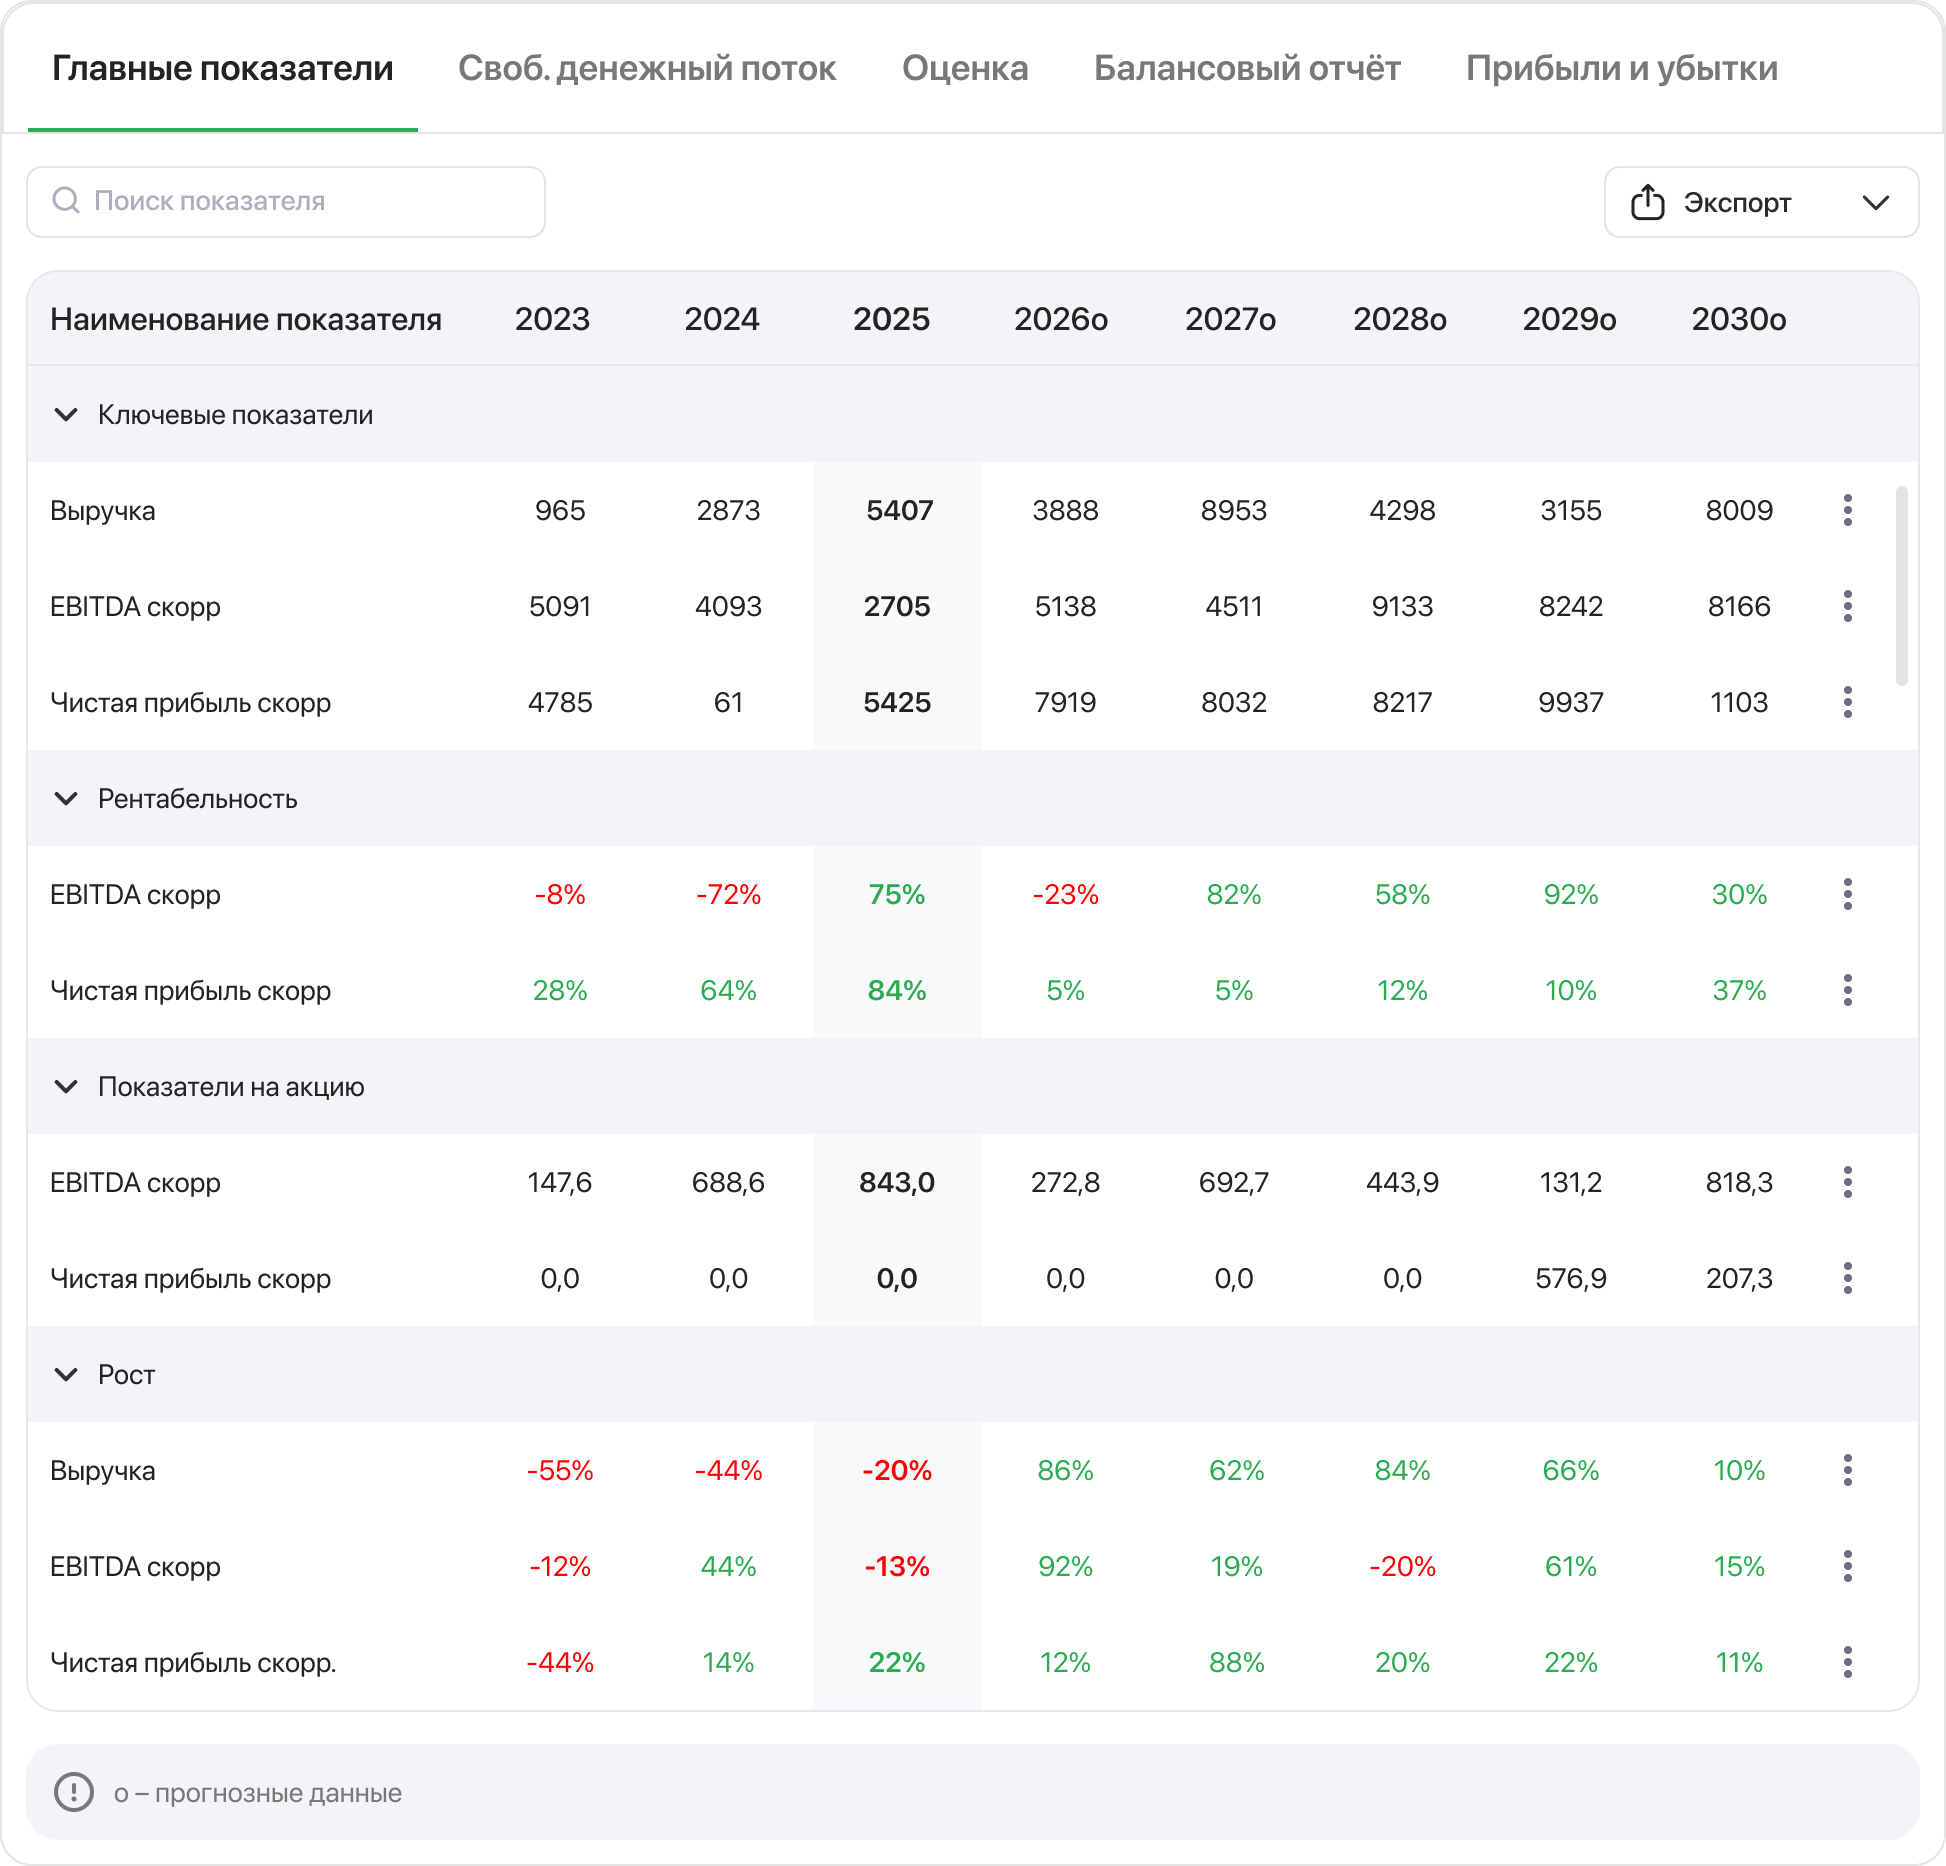 Главные показатели Своб. денежный поток Оценка Балансовый отчёт Прибыли и убытки
Поиск показателя Экспорт
Наименование показателя 2023 2024 2025 2026о 2027о 2028о 2029о 2030о
Ключевые показатели
Выручка 965 2873 5407 3888 8953 4298 3155 8009
EBITDA скорр 5091 4093 2705 5138 4511 9133 8242 8166
Чистая прибыль скорр 4785 61 5425 7919 8032 8217 9937 1103
Рентабельность
EBITDA скорр -8% -72% 75% -23% 82% 58% 92% 30%
Чистая прибыль скорр 28% 64% 84% 5% 5% 12% 10% 37%
Показатели на акцию
EBITDA скорр 147,6 688,6 843,0 272,8 692,7 443,9 131,2 818,3
Чистая прибыль скорр 0,0 0,0 0,0 0,0 0,0 0,0 576,9 207,3
Рост
Выручка -55% -44% -20% 86% 62% 84% 66% 10%
EBITDA скорр -12% 44% -13% 92% 19% -20% 61% 15%
Чистая прибыль скорр. -44% 14% 22% 12% 88% 20% 22% 11%
о – прогнозные данные